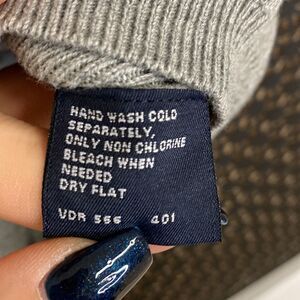 HAND WASH COLD
SEPARATELY,
ONLY NON CHLORINE
BLEACH WHEN
NEEDED
DRY FLAT
VDR 566 401